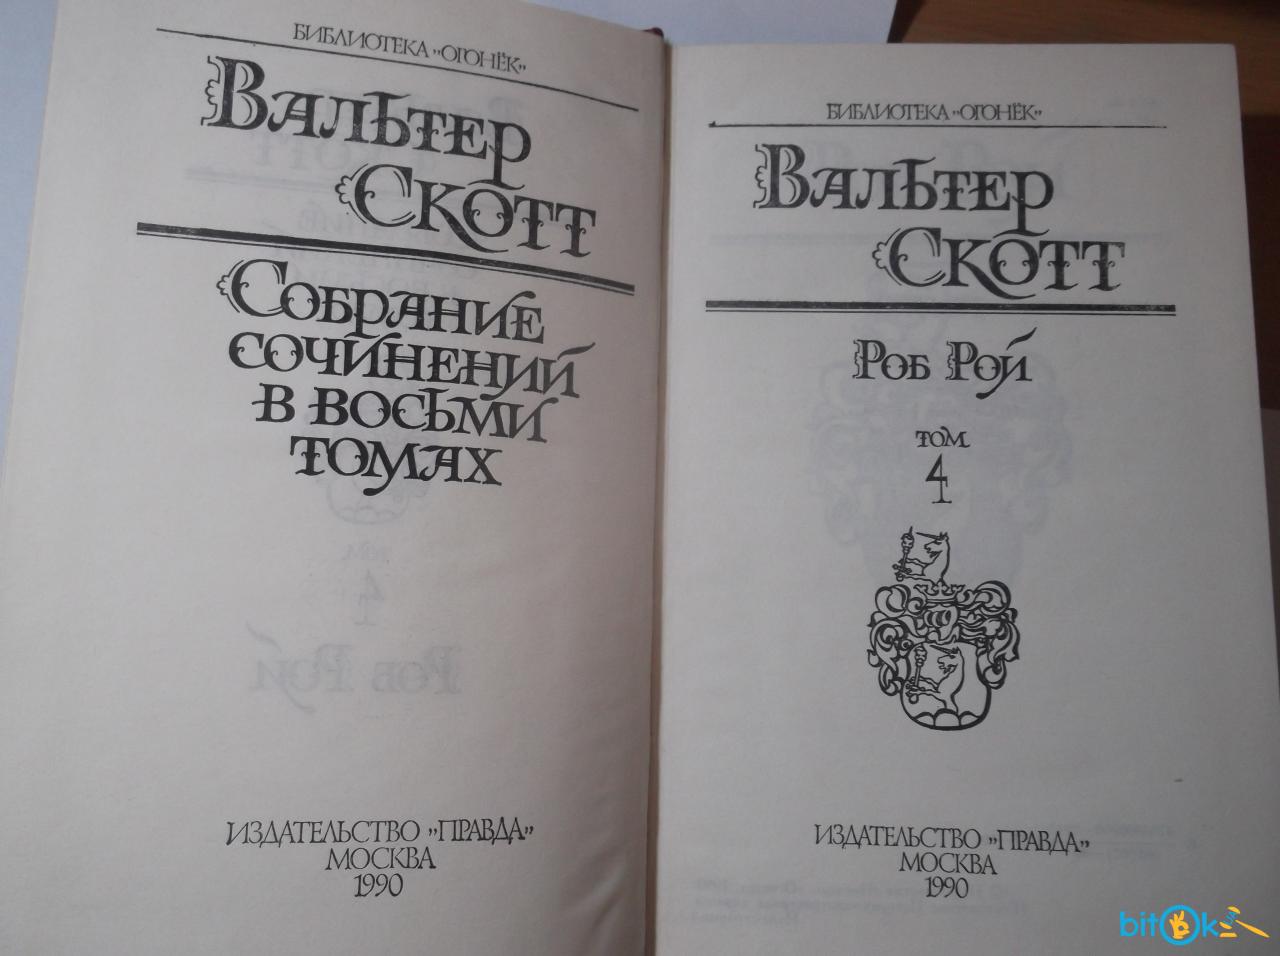 БИБЛИОТЕКА „ОГОНЁК”
ВАЛЬТЕР
СКОТТ
СОБРАНИЕ
СОЧИНЕНИЙ
В ВОСЬМИ
ТОМАХ
ИЗДАТЕЛЬСТВО „ПРАВДА”
МОСКВА
1990
БИБЛИОТЕКА „ОГОНЁК”
ВАЛЬТЕР
СКОТТ
РОБ РОЙ
ТОМ
4
ИЗДАТЕЛЬСТВО „ПРАВДА”
МОСКВА
1990
bitOk